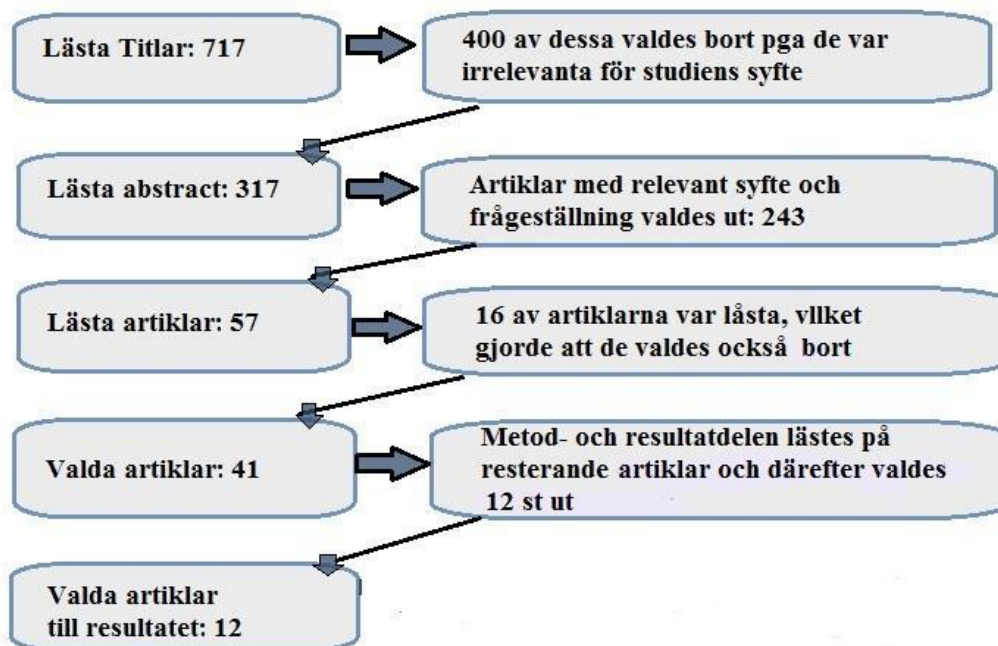 Lästa Titlar: 717
400 av dessa valdes bort pga de var
irrelevanta för studiens syfte
Lästa abstract: 317
Artiklar med relevant syfte och
frågeställning valdes ut: 243
Lästa artiklar: 57
16 av artiklarna var låsta, vllket
gjorde att de valdes också bort
Valda artiklar: 41
Metod- och resultatdelen lästes på
resterande artiklar och därefter valdes
12 st ut
Valda artiklar
till resultatet: 12